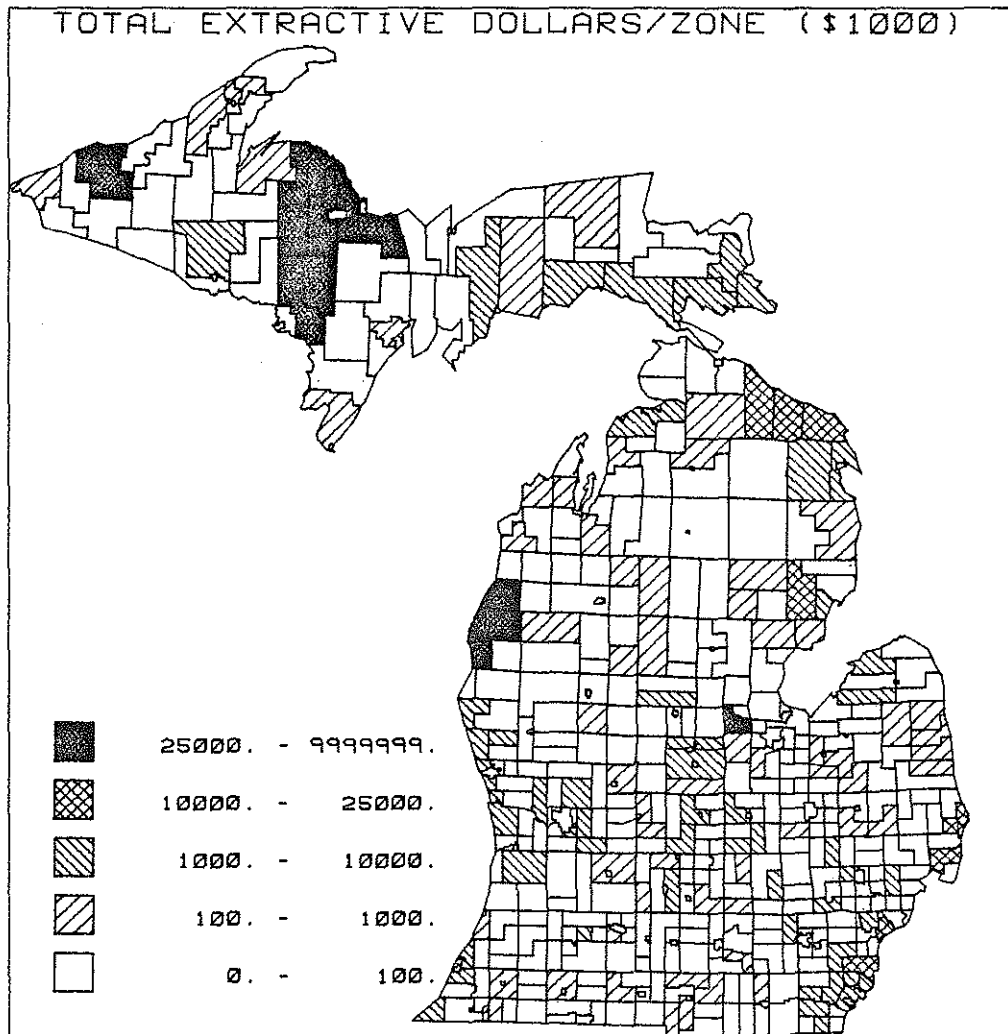 TOTAL EXTRACTIVE DOLLARS/ZONE ($1000)
25000. - 9999999.
10000. - 25000.
1000. - 10000.
100. - 1000.
0. - 100.